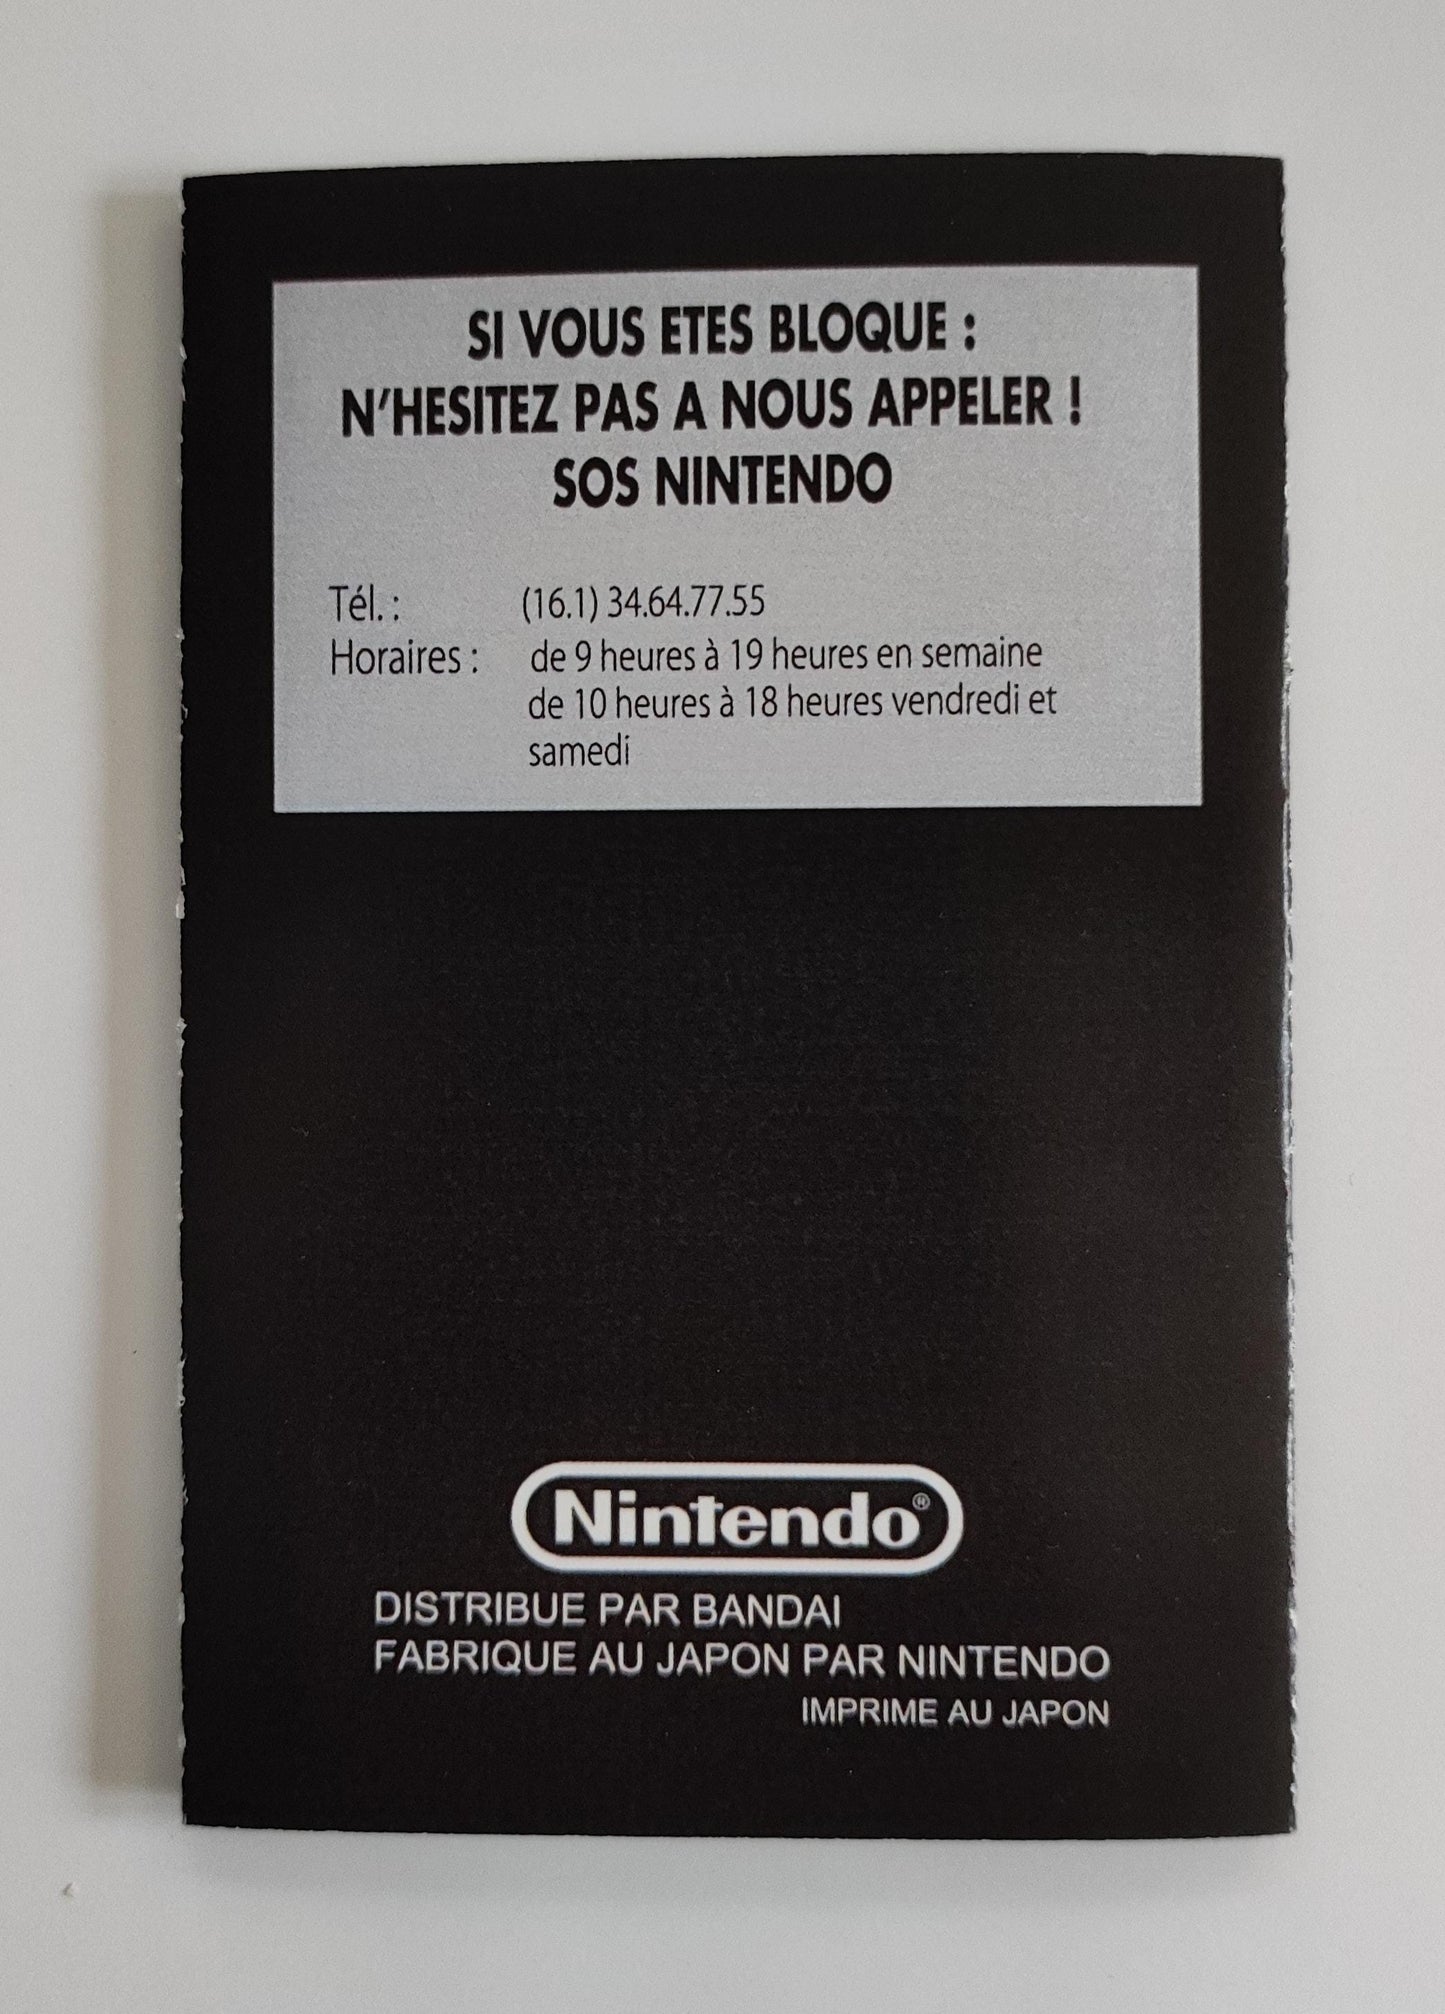 SI VOUS ETES BLOQUE :
N'HESITEZ PAS A NOUS APPELER !
SOS NINTENDO
Tél. : (16.1) 34.64.77.55
Horaires : de 9 heures à 19 heures en semaine
de 10 heures à 18 heures vendredi et
samedi
Nintendo®
DISTRIBUE PAR BANDAI
FABRIQUE AU JAPON PAR NINTENDO
IMPRIME AU JAPON